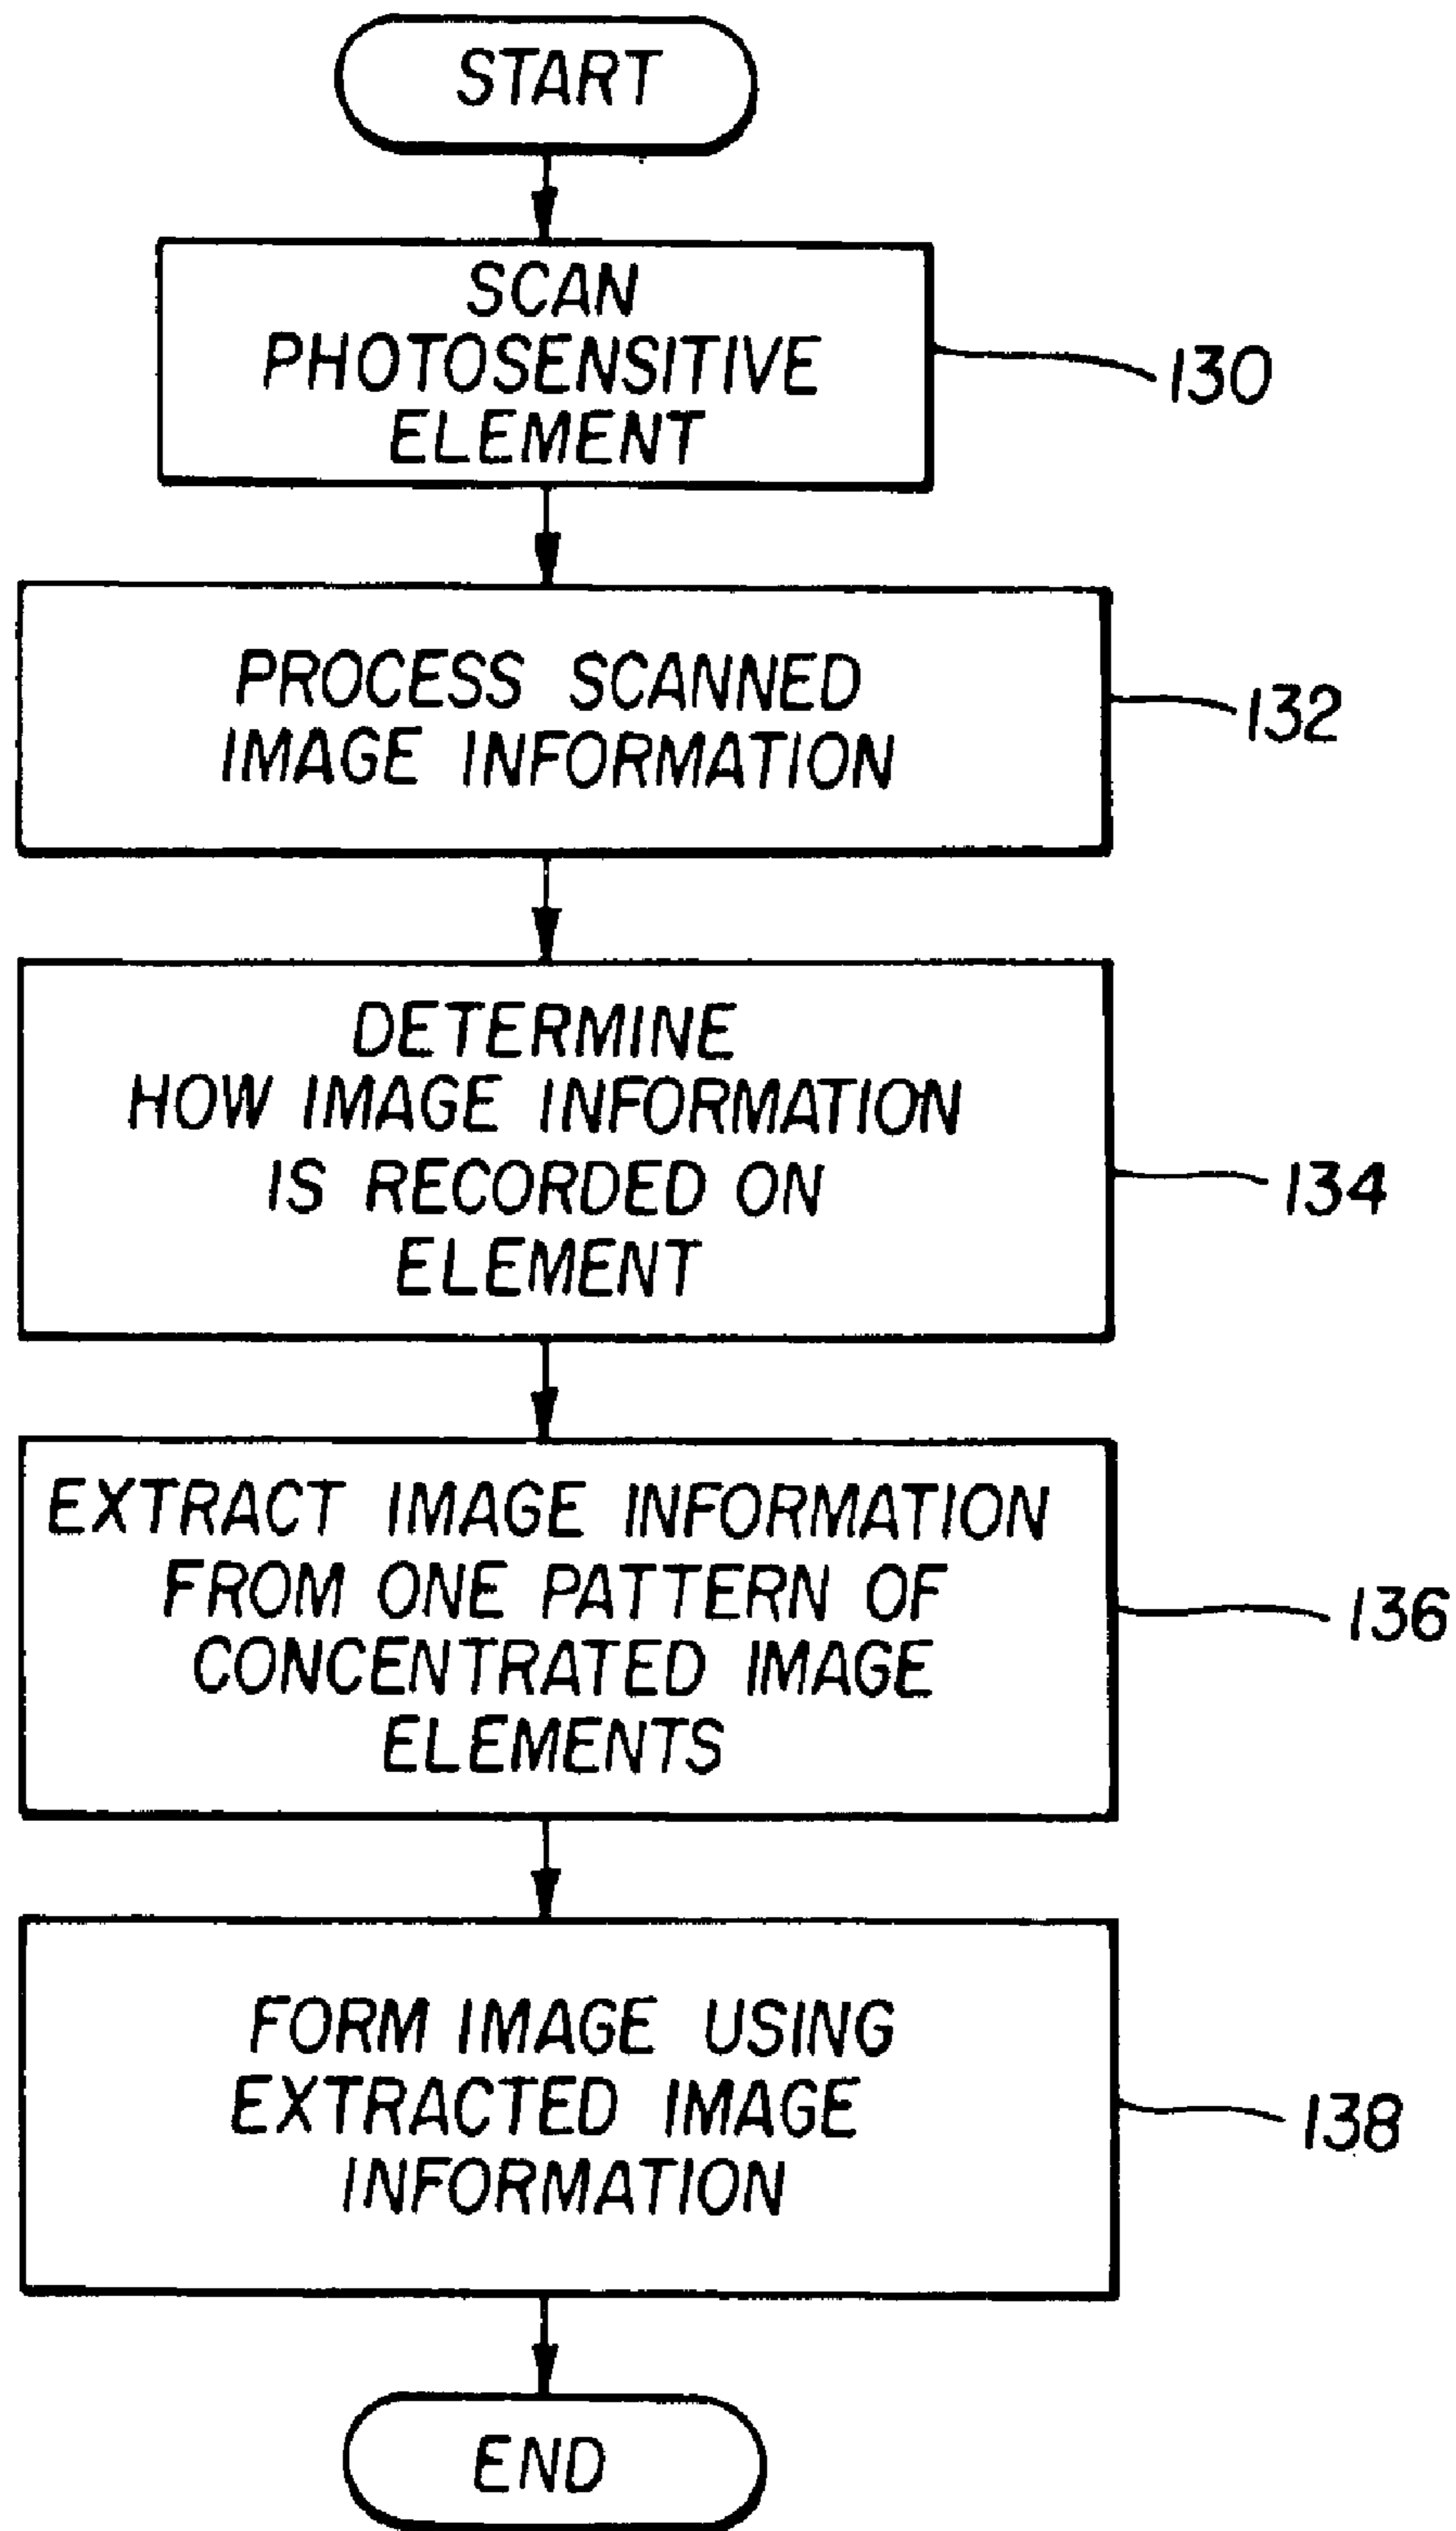 START
SCAN
PHOTOSENSITIVE
ELEMENT
130
PROCESS SCANNED
IMAGE INFORMATION
132
DETERMINE
HOW IMAGE INFORMATION
IS RECORDED ON
ELEMENT
134
EXTRACT IMAGE INFORMATION
FROM ONE PATTERN OF
CONCENTRATED IMAGE
ELEMENTS
136
FORM IMAGE USING
EXTRACTED IMAGE
INFORMATION
138
END